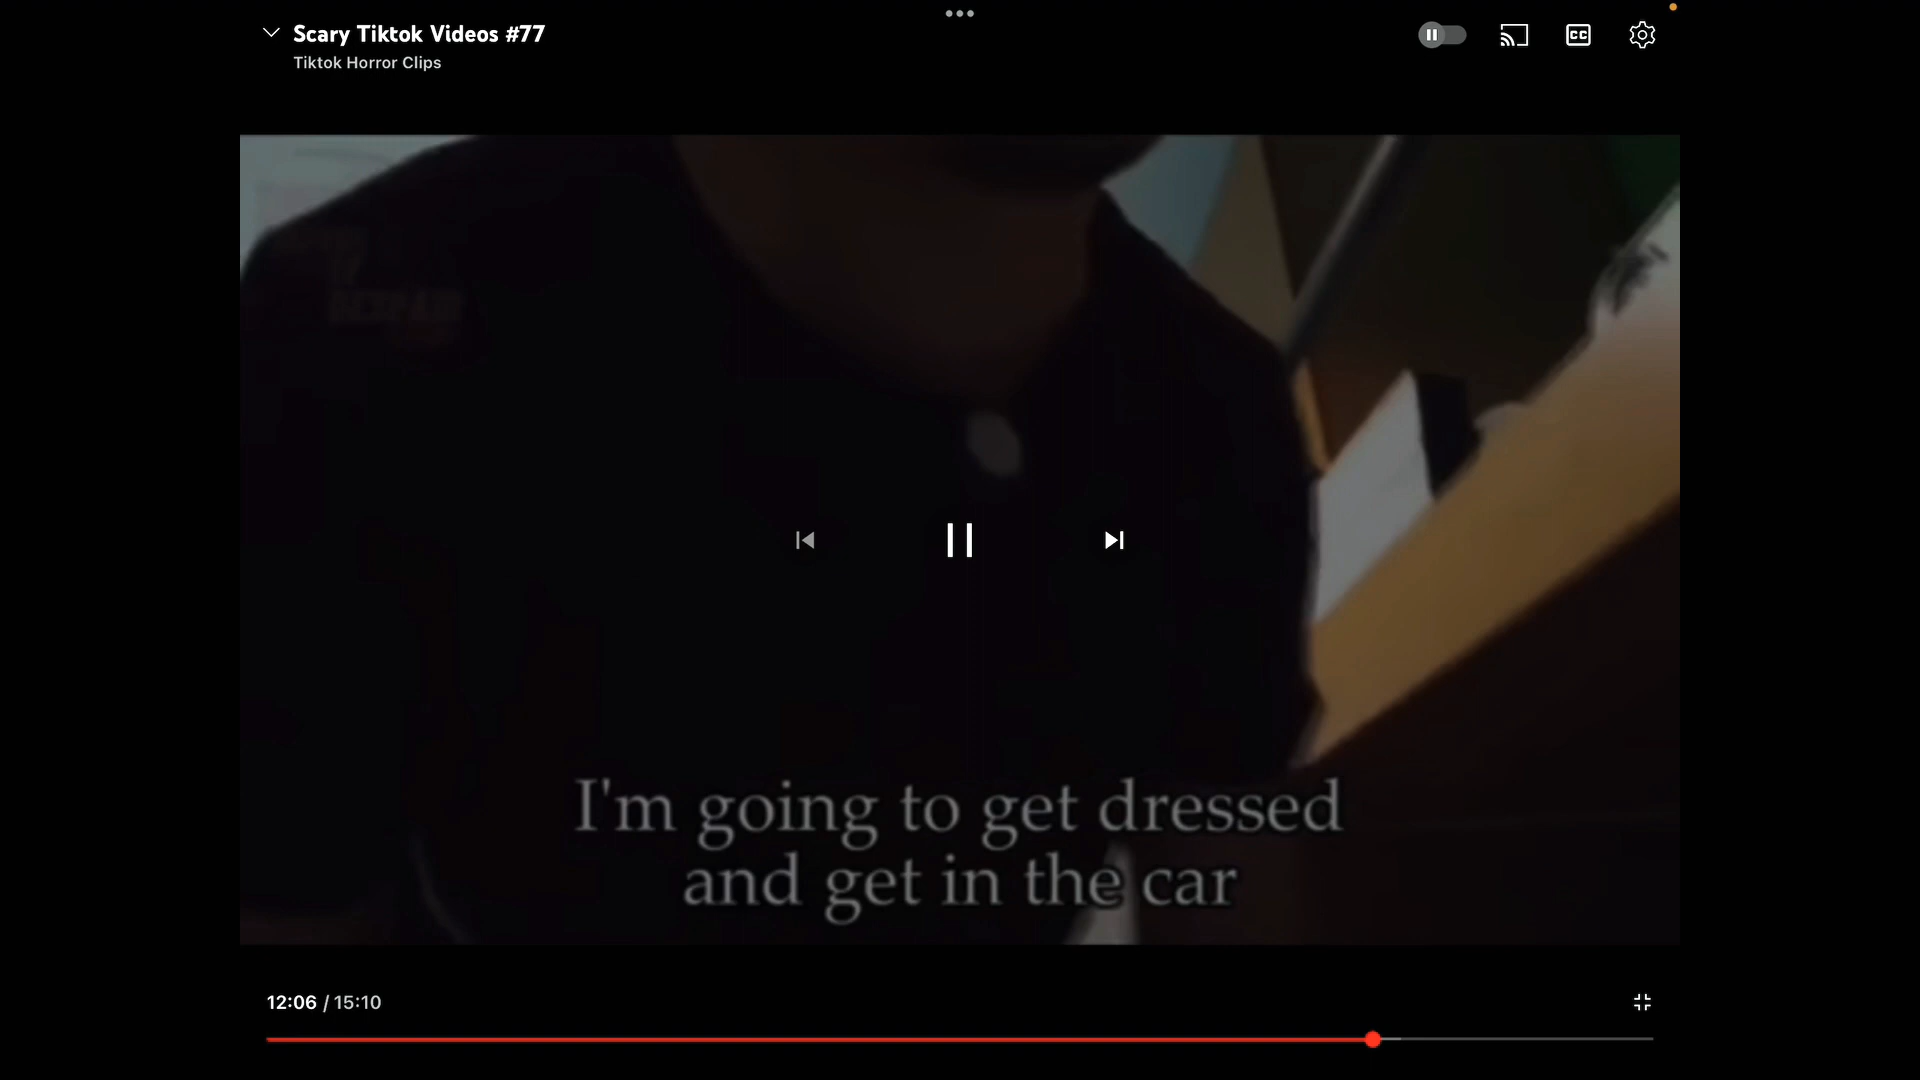 Scary Tiktok Videos #77
Tiktok Horror Clips
CC
I'm going to get dressed
and get in the car
12:06 / 15:10